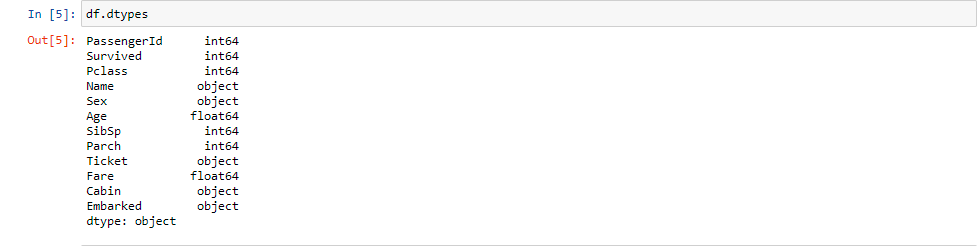 In [5]: df.dtypes
Out[5]: PassengerId int64
Survived int64
Pclass int64
Name object
Sex object
Age float64
SibSp int64
Parch int64
Ticket object
Fare float64
Cabin object
Embarked object
dtype: object